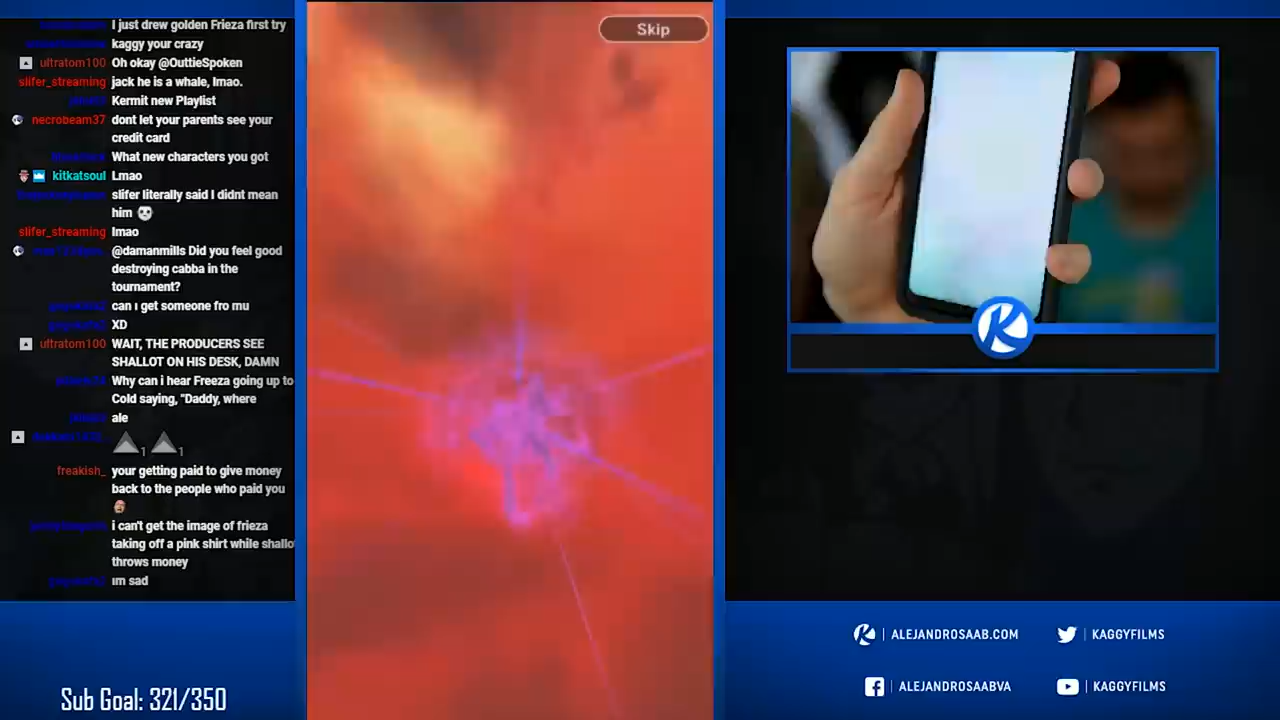 I just drew golden Frieza first try
kaggy your crazy
ultratom100 Oh okay @OuttieSpoken
slifer_streaming jack he is a whale, lmao.
Kermit new Playlist
necrobeam37 dont let your parents see your
credit card
What new characters you got
kitkatsoul Lmao
slifer literally said I didnt mean
him
slifer_streaming lmao
@damanmills Did you feel good
destroying cabba in the
tournament?
can ı get someone fro mu
XD
ultratom100 WAIT, THE PRODUCERS SEE
SHALLOT ON HIS DESK, DAMN
Why can i hear Freeza going up to
Cold saying, "Daddy, where
ale
1 1
freakish_ your getting paid to give money
back to the people who paid you
i can't get the image of frieza
taking off a pink shirt while shallo
throws money
ım sad
Sub Goal: 321/350
Skip
K
ALEJANDROSAAB.COM
KAGGYFILMS
ALEJANDROSAABVA
KAGGYFILMS